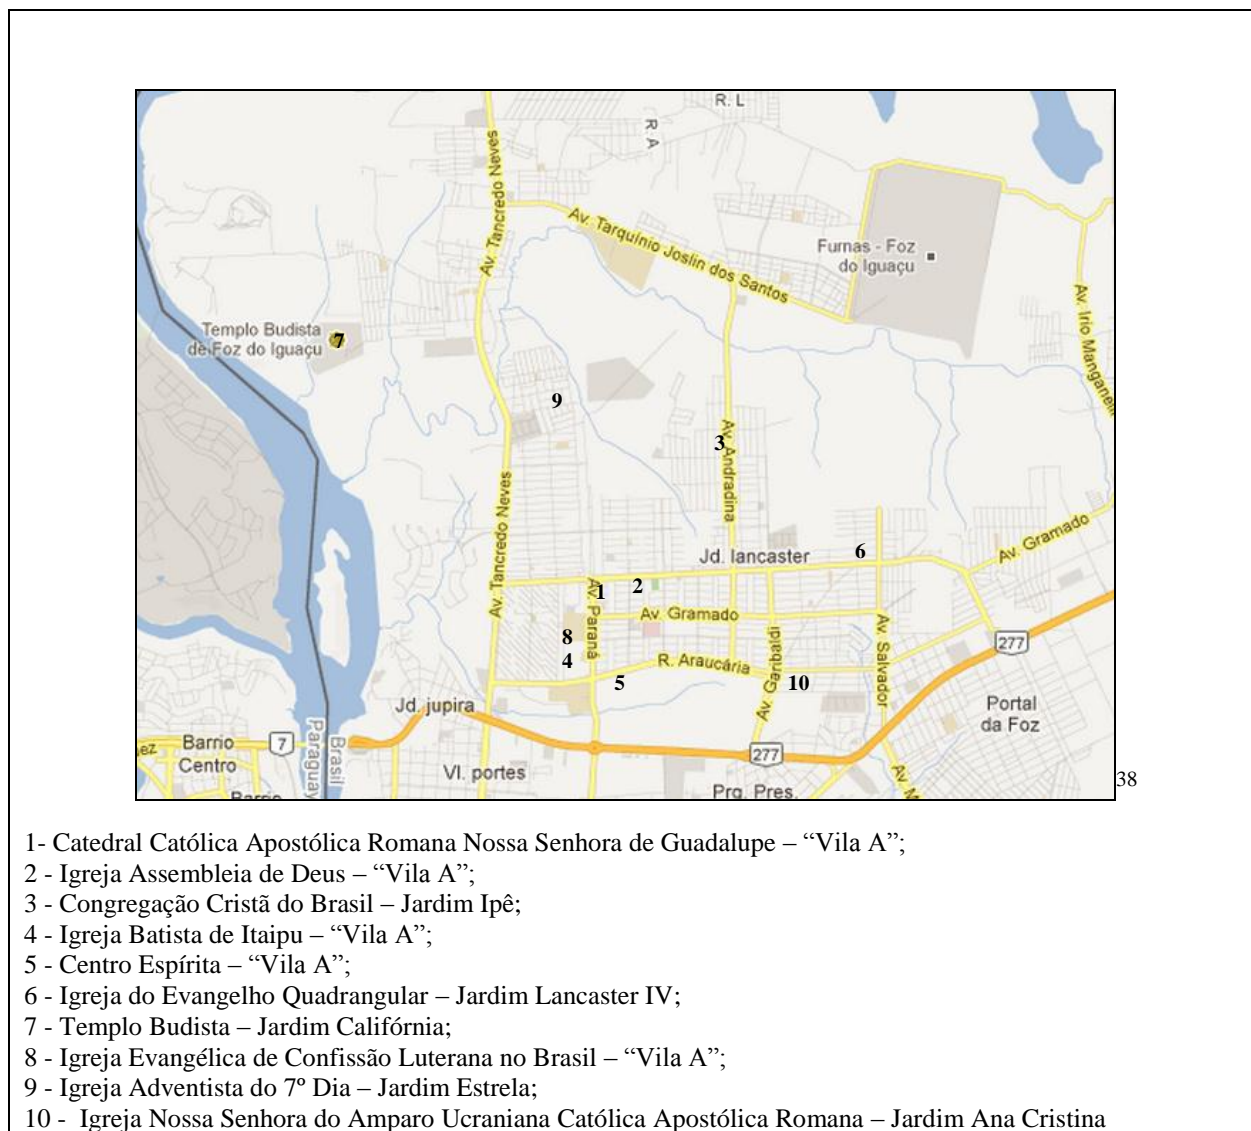 R. L
R. A
Av. Tancredo Neves
Av. Tarquínio Joslin dos Santos
Furnas - Foz
do Iguaçu
Av. Irio Manganelli
Templo Budista
de Foz do Iguaçu
7
9
3
Av. Andradina
Av. Tancredo Neves
Jd. lancaster
6
Av. Gramado
1
2
Av. Paraná
Av. Gramado
8
4
5
R. Araucária
Av. Garibaldi
10
Av. Salvador
277
Portal
da Foz
Jd. jupira
7
Barrio
Centro
ez
Paraguay
Brasil
Vl. portes
277
Prq. Pres.
Av. M
Barrio
38
1- Catedral Católica Apostólica Romana Nossa Senhora de Guadalupe – “Vila A”;
2 - Igreja Assembleia de Deus – “Vila A”;
3 - Congregação Cristã do Brasil – Jardim Ipê;
4 - Igreja Batista de Itaipu – “Vila A”;
5 - Centro Espírita – “Vila A”;
6 - Igreja do Evangelho Quadrangular – Jardim Lancaster IV;
7 - Templo Budista – Jardim Califórnia;
8 - Igreja Evangélica de Confissão Luterana no Brasil – “Vila A”;
9 - Igreja Adventista do 7º Dia – Jardim Estrela;
10 -  Igreja Nossa Senhora do Amparo Ucraniana Católica Apostólica Romana – Jardim Ana Cristina